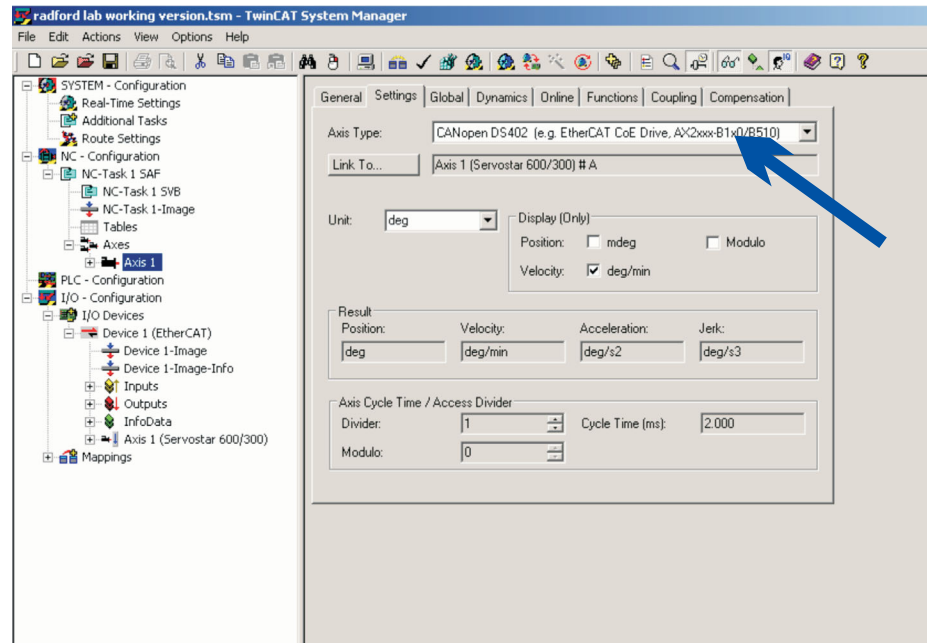 radford lab working version.tsm - TwinCAT System Manager
File Edit Actions View Options Help
SYSTEM - Configuration
Real-Time Settings
Additional Tasks
Route Settings
NC - Configuration
NC-Task 1 SAF
NC-Task 1 SVB
NC-Task 1-Image
Tables
Axes
Axis 1
PLC - Configuration
I/O - Configuration
I/O Devices
Device 1 (EtherCAT)
Device 1-Image
Device 1-Image-Info
Inputs
Outputs
InfoData
Axis 1 (Servostar 600/300)
Mappings
General Settings Global Dynamics Online Functions Coupling Compensation
Axis Type: CANopen DS402 (e.g. EtherCAT CoE Drive, AX2xxx-B1x0/B510)
Link To... Axis 1 (Servostar 600/300) # A
Unit: deg
Display (Only)
Position: mdeg Modulo
Velocity: deg/min
Result
Position: Velocity: Acceleration: Jerk:
deg deg/min deg/s2 deg/s3
Axis Cycle Time / Access Divider
Divider: 1 Cycle Time (ms): 2.000
Modulo: 0